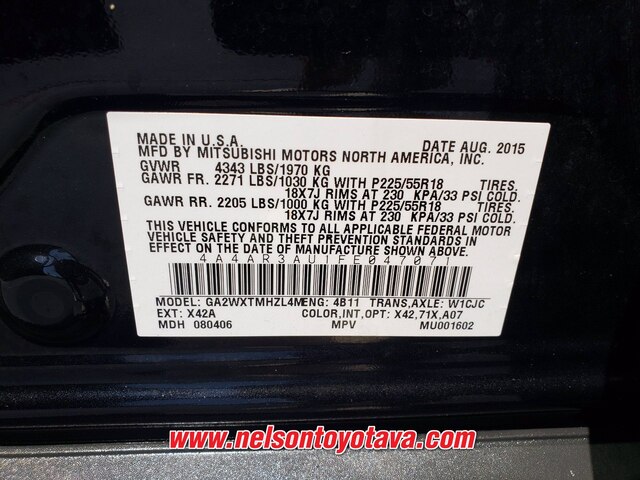 MADE IN U.S.A. DATE AUG. 2015
MFD BY MITSUBISHI MOTORS NORTH AMERICA, INC.
GVWR 4343 LBS/1970 KG
GAWR FR. 2271 LBS/1030 KG WITH P225/55R18 TIRES,
18X7J RIMS AT 230 KPA/33 PSI COLD.
GAWR RR. 2205 LBS/1000 KG WITH P225/55R18 TIRES,
18X7J RIMS AT 230 KPA/33 PSI COLD.
THIS VEHICLE CONFORMS TO ALL APPLICABLE FEDERAL MOTOR
VEHICLE SAFETY AND THEFT PREVENTION STANDARDS IN EFFECT
ON THE DATE OF MANUFACTURE SHOWN ABOVE.
4A4AR3AU1FE047071
MODEL: GA2WXTMHZL4M ENG: 4B11 TRANS,AXLE: W1CJC
EXT: X42A COLOR,INT,OPT: X42,71X,A07
MDH 080406 MPV MU001602
www.nelsontoyotava.com